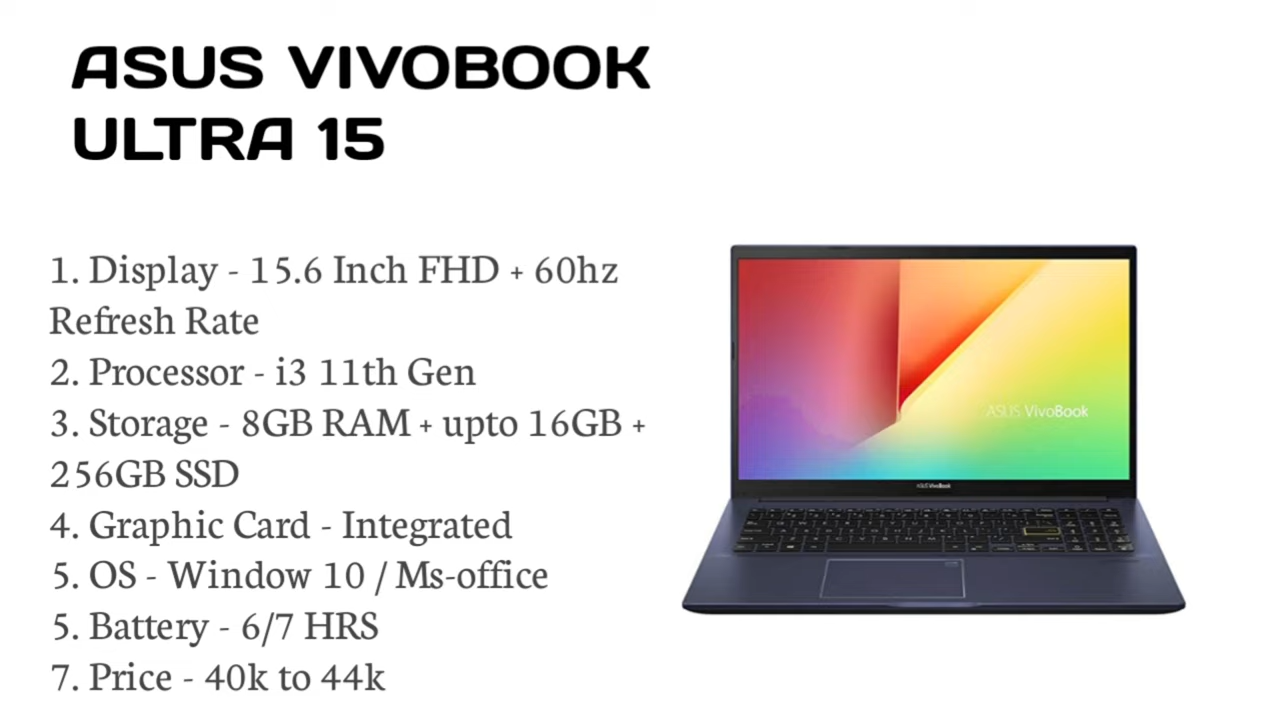 ASUS VIVOBOOK
ULTRA 15
1. Display - 15.6 Inch FHD + 60hz
Refresh Rate
2. Processor - i3 11th Gen
3. Storage - 8GB RAM + upto 16GB +
256GB SSD
4. Graphic Card - Integrated
5. OS - Window 10 / Ms-office
5. Battery - 6/7 HRS
7. Price - 40k to 44k
ASUS VivoBook
ASUS VivoBook